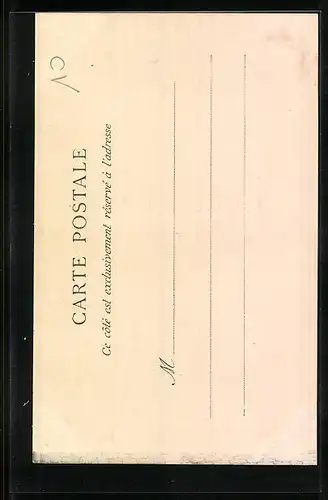 CARTE POSTALE
Ce côté est exclusivement réservé à l'adresse
M